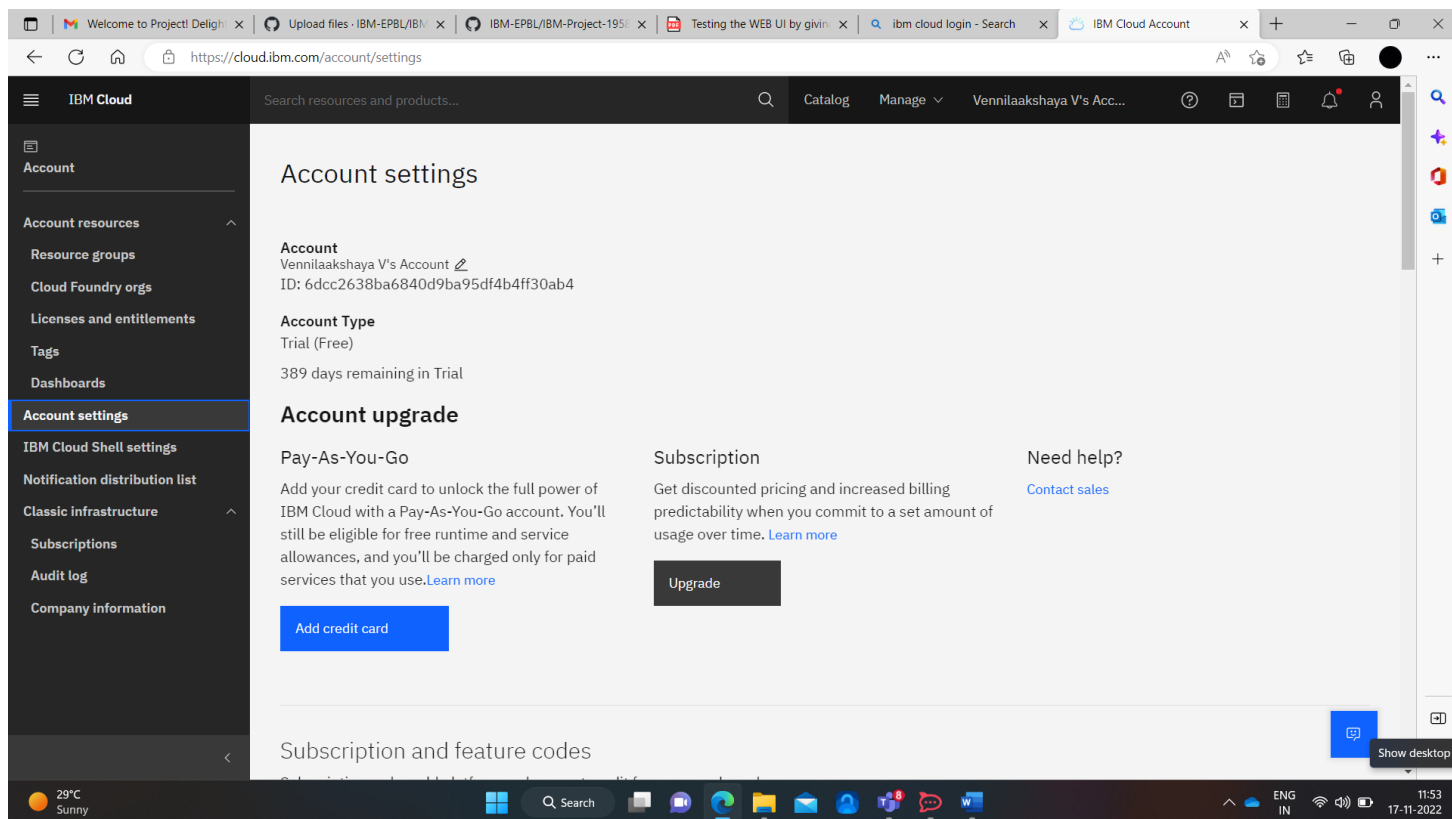 Welcome to Project! Deligh
Upload files · IBM-EPBL/IBM
IBM-EPBL/IBM-Project-195
Testing the WEB UI by givin
ibm cloud login - Search
IBM Cloud Account
https://cloud.ibm.com/account/settings
IBM Cloud
Search resources and products...
Catalog
Manage
Vennilaakshaya V's Acc...
Account
Account resources
Resource groups
Cloud Foundry orgs
Licenses and entitlements
Tags
Dashboards
Account settings
IBM Cloud Shell settings
Notification distribution list
Classic infrastructure
Subscriptions
Audit log
Company information
Account settings
Account
Vennilaakshaya V's Account
ID: 6dcc2638ba6840d9ba95df4b4ff30ab4
Account Type
Trial (Free)
389 days remaining in Trial
Account upgrade
Pay-As-You-Go
Add your credit card to unlock the full power of
IBM Cloud with a Pay-As-You-Go account. You’ll
still be eligible for free runtime and service
allowances, and you’ll be charged only for paid
services that you use.Learn more
Add credit card
Subscription
Get discounted pricing and increased billing
predictability when you commit to a set amount of
usage over time. Learn more
Upgrade
Need help?
Contact sales
Subscription and feature codes
Show desktop
29°C
Sunny
Search
8
ENG
IN
11:53
17-11-2022